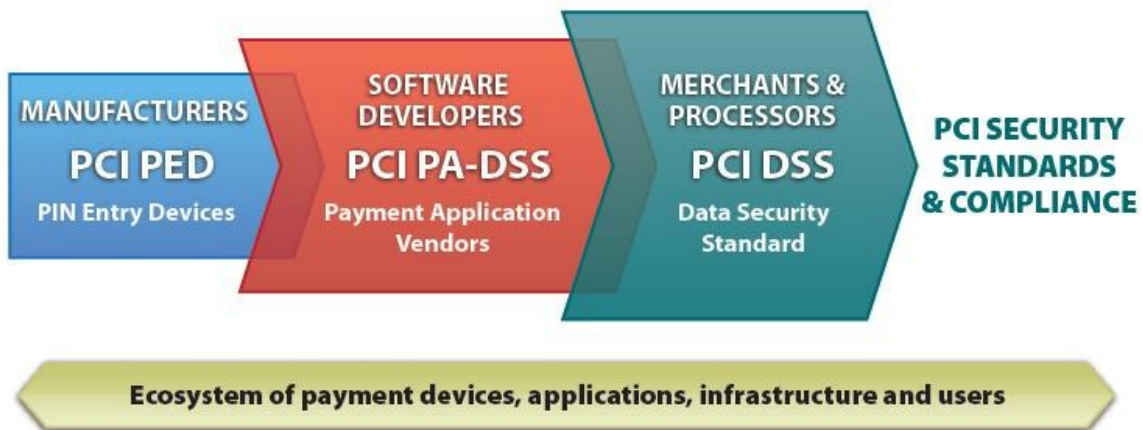 MANUFACTURERS
PCI PED
PIN Entry Devices
SOFTWARE
DEVELOPERS
PCI PA-DSS
Payment Application
Vendors
MERCHANTS &
PROCESSORS
PCI DSS
Data Security
Standard
PCI SECURITY
STANDARDS
& COMPLIANCE
Ecosystem of payment devices, applications, infrastructure and users